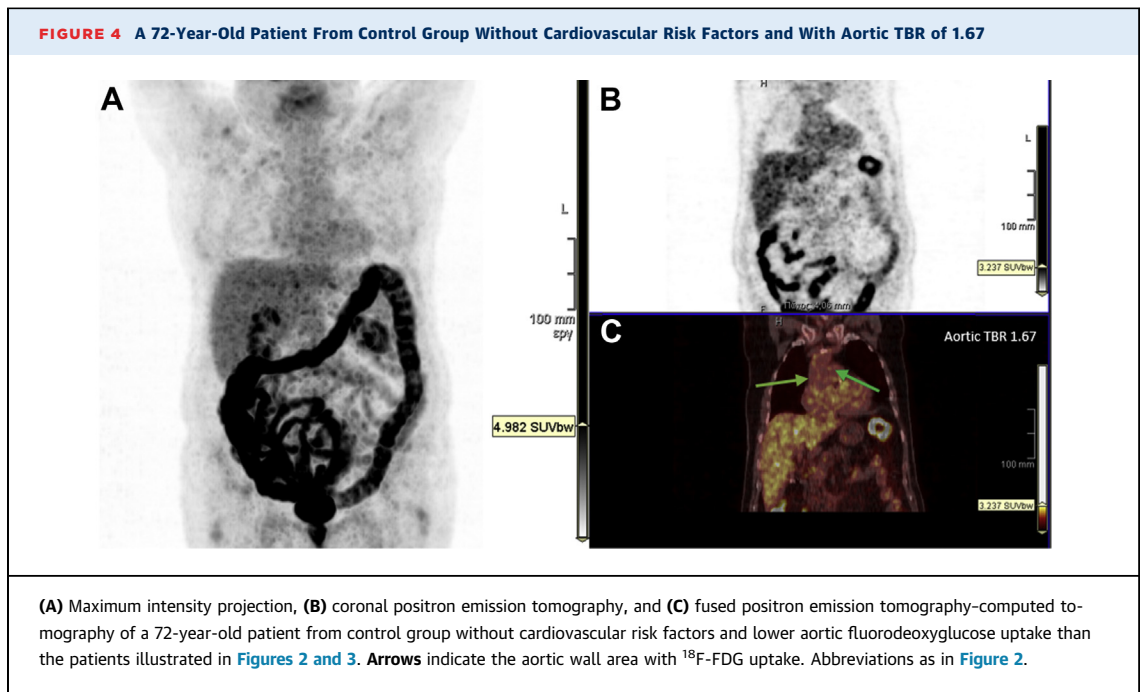 FIGURE 4 A 72-Year-Old Patient From Control Group Without Cardiovascular Risk Factors and With Aortic TBR of 1.67
A
L
100 mm
4.982 SUVbw
B
H
L
100 mm
3.237 SUVbw
F
H
C
Aortic TBR 1.67
100 mm
3.237 SUVbw
(A) Maximum intensity projection, (B) coronal positron emission tomography, and (C) fused positron emission tomography–computed to-
mography of a 72-year-old patient from control group without cardiovascular risk factors and lower aortic fluorodeoxyglucose uptake than
the patients illustrated in Figures 2 and 3. Arrows indicate the aortic wall area with ¹⁸F-FDG uptake. Abbreviations as in Figure 2.